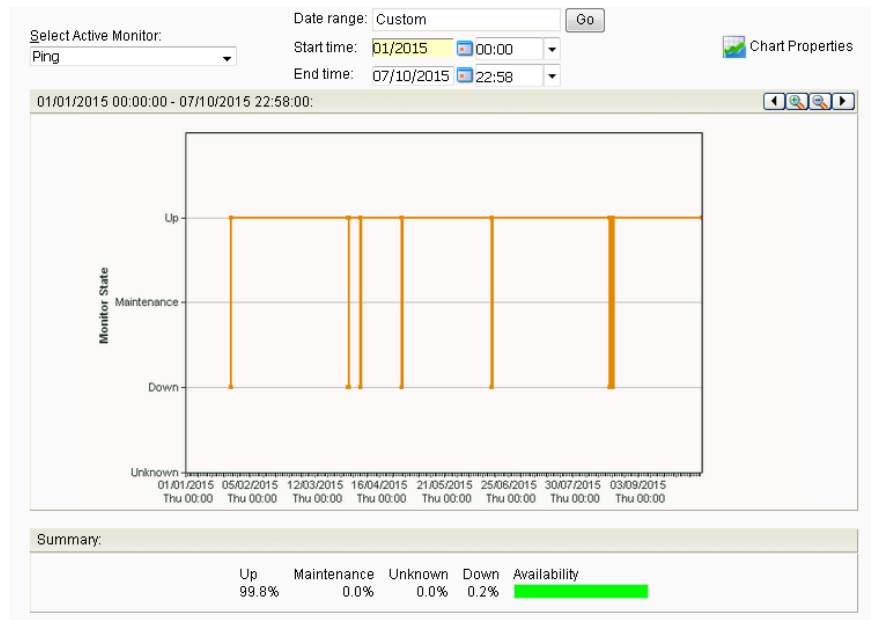 Date range: Custom Go
Select Active Monitor:
Start time: 01/2015 00:00
Chart Properties
Ping
End time: 07/10/2015 22:58
01/01/2015 00:00:00 - 07/10/2015 22:58:00:
Up
Maintenance
Down
Unknown
Monitor State
01/01/2015 05/02/2015 12/03/2015 16/04/2015 21/05/2015 25/06/2015 30/07/2015 03/09/2015
Thu 00:00 Thu 00:00 Thu 00:00 Thu 00:00 Thu 00:00 Thu 00:00 Thu 00:00 Thu 00:00
Summary:
Up Maintenance Unknown Down Availability
99.8% 0.0% 0.0% 0.2%